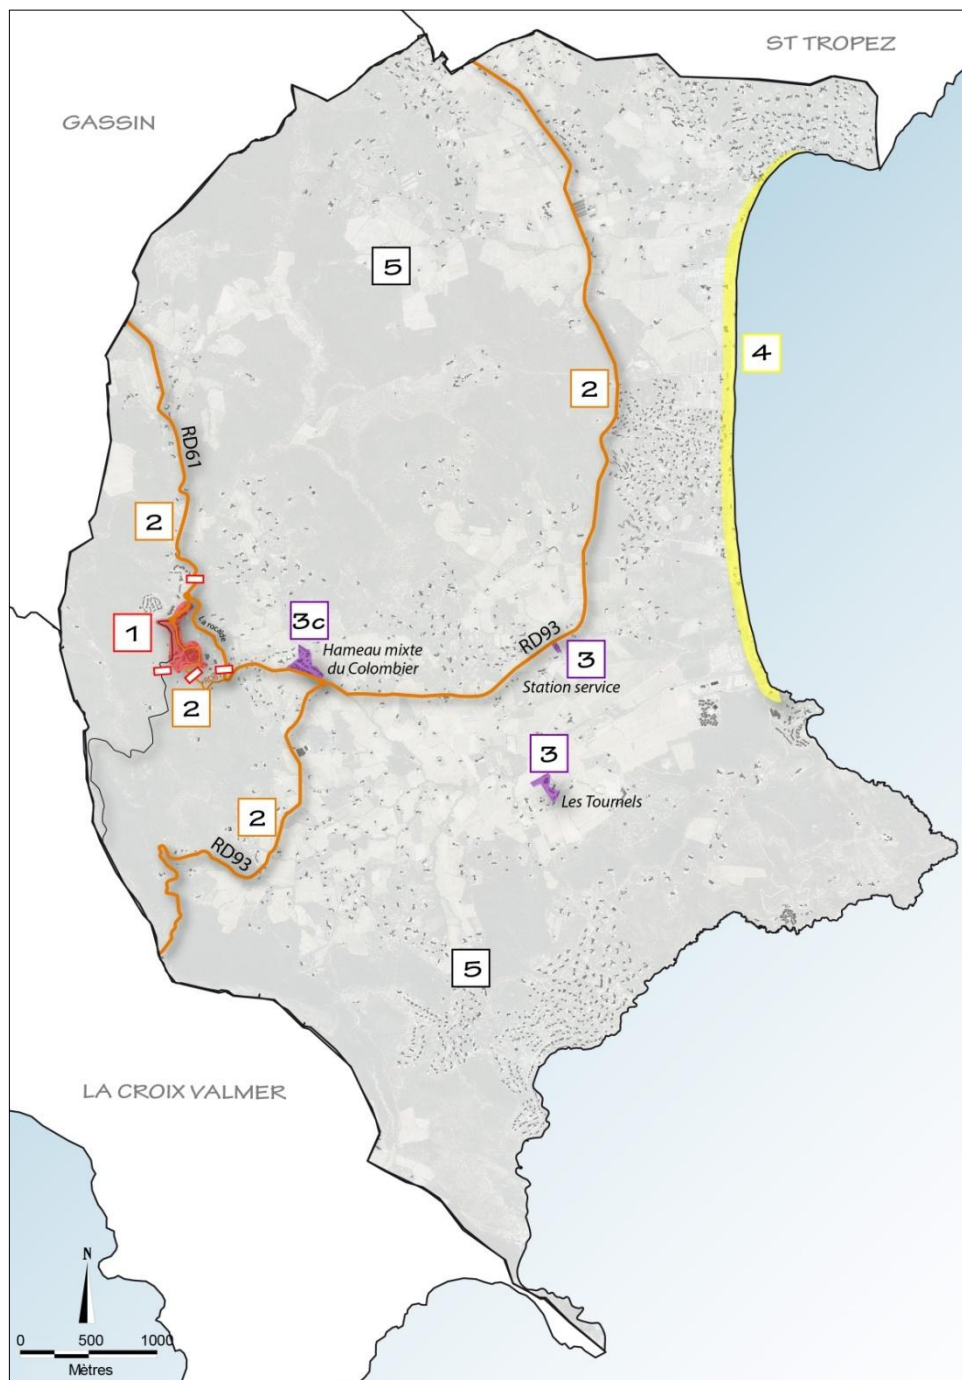 ST TROPEZ
GASSIN
5
4
2
RD61
2
La rocade
1
3c
Hameau mixte
du Colombier
RD93
3
Station service
2
3
Les Tournels
2
RD93
5
LA CROIX VALMER
N
0 500 1000
Mètres